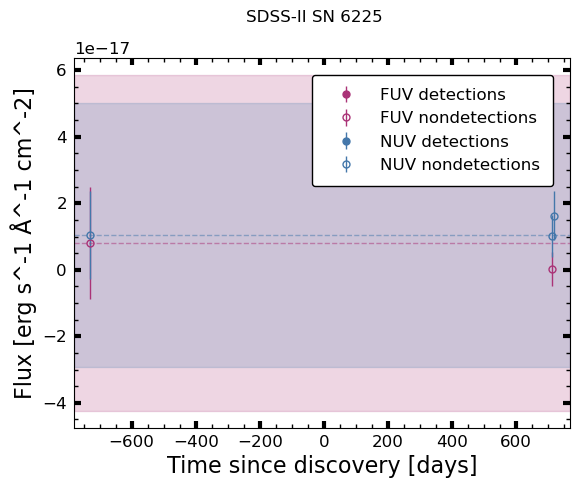 SDSS-II SN 6225
1e−17
6
4
2
0
−2
−4
Flux [erg s^-1 Å^-1 cm^-2]
FUV detections
FUV nondetections
NUV detections
NUV nondetections
−600 −400 −200 0 200 400 600
Time since discovery [days]